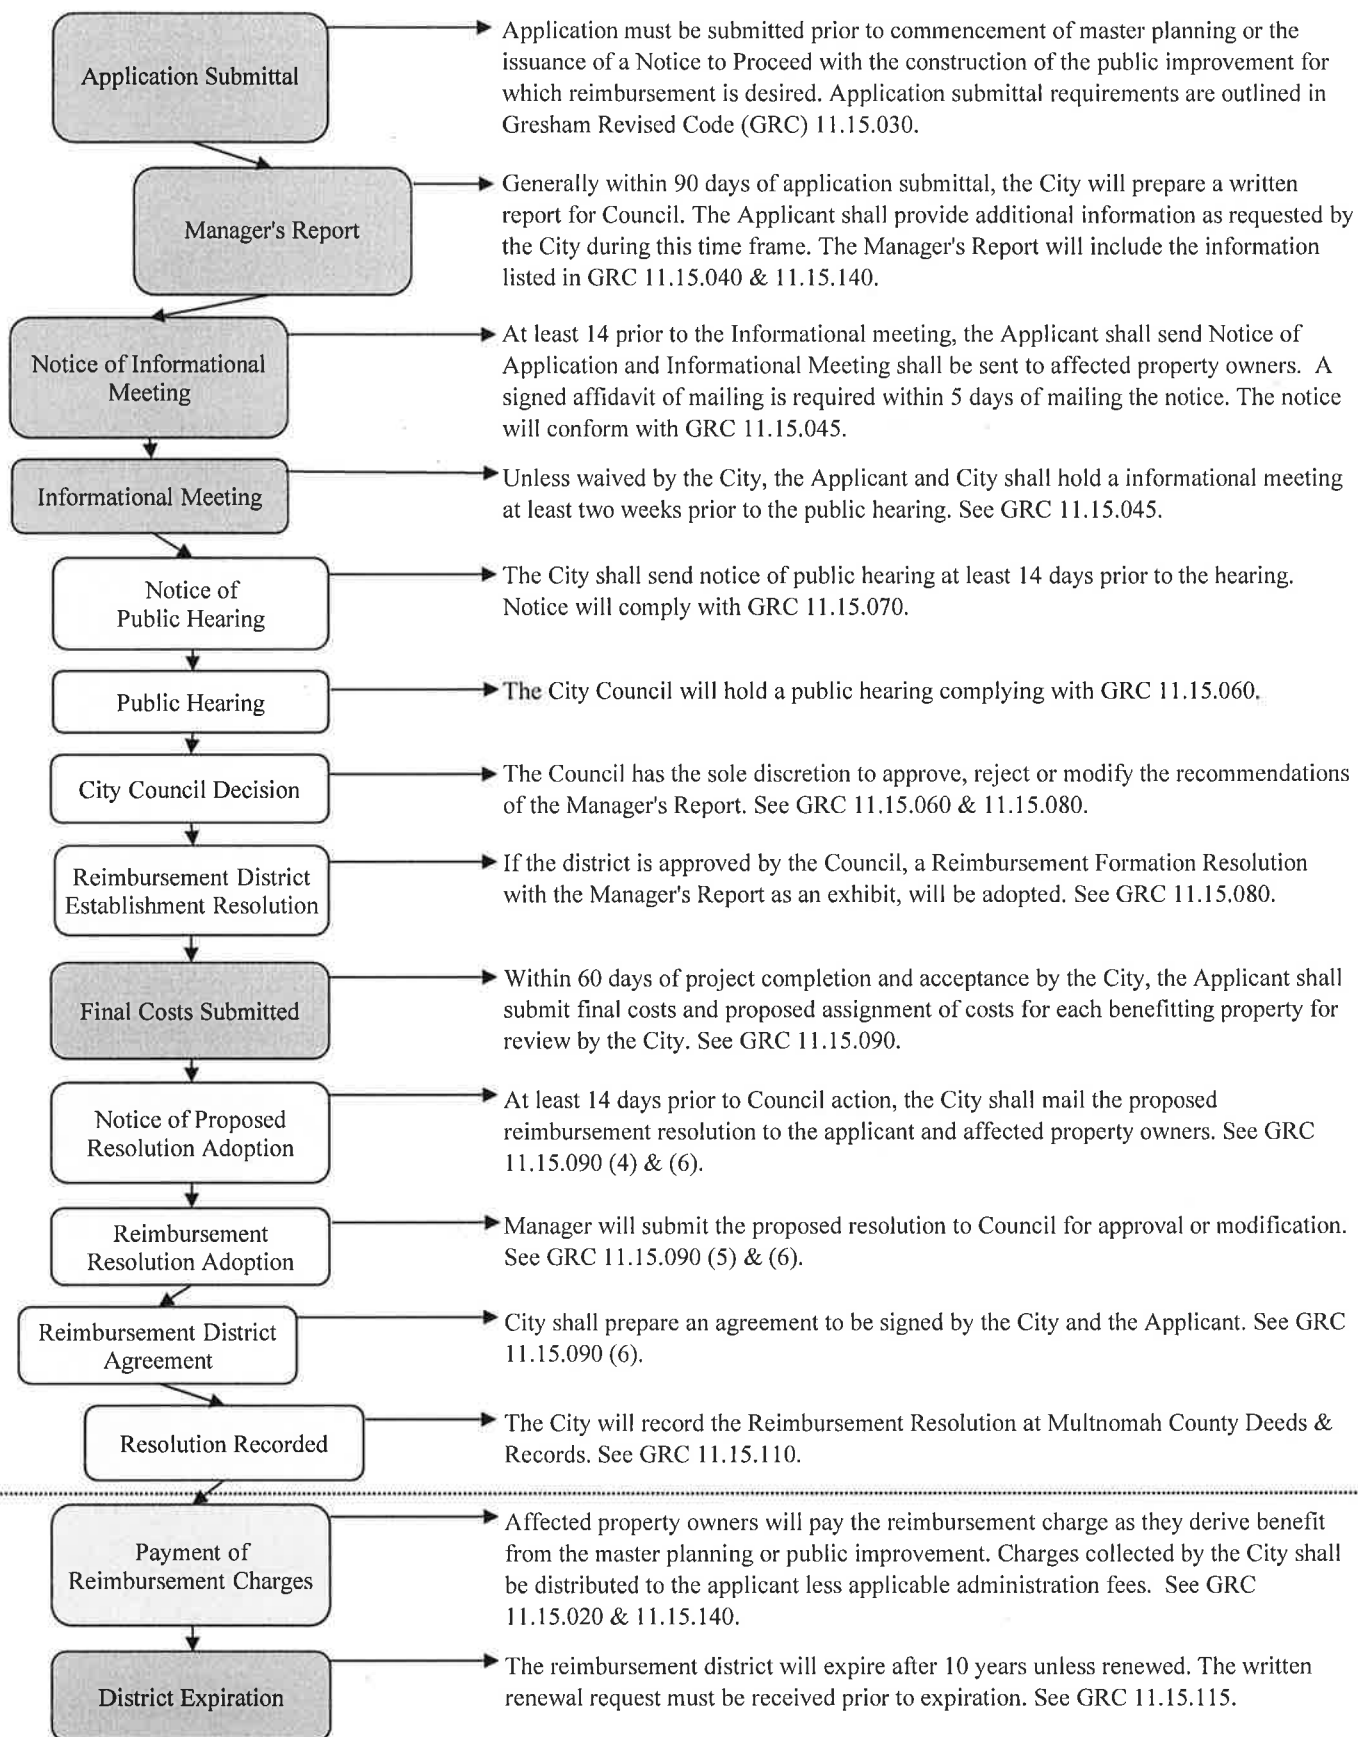 Application Submittal
Application must be submitted prior to commencement of master planning or the
issuance of a Notice to Proceed with the construction of the public improvement for
which reimbursement is desired. Application submittal requirements are outlined in
Gresham Revised Code (GRC) 11.15.030.
Manager's Report
Generally within 90 days of application submittal, the City will prepare a written
report for Council. The Applicant shall provide additional information as requested by
the City during this time frame. The Manager's Report will include the information
listed in GRC 11.15.040 & 11.15.140.
Notice of Informational
Meeting
At least 14 prior to the Informational meeting, the Applicant shall send Notice of
Application and Informational Meeting shall be sent to affected property owners. A
signed affidavit of mailing is required within 5 days of mailing the notice. The notice
will conform with GRC 11.15.045.
Informational Meeting
Unless waived by the City, the Applicant and City shall hold a informational meeting
at least two weeks prior to the public hearing. See GRC 11.15.045.
Notice of
Public Hearing
The City shall send notice of public hearing at least 14 days prior to the hearing.
Notice will comply with GRC 11.15.070.
Public Hearing
The City Council will hold a public hearing complying with GRC 11.15.060.
City Council Decision
The Council has the sole discretion to approve, reject or modify the recommendations
of the Manager's Report. See GRC 11.15.060 & 11.15.080.
Reimbursement District
Establishment Resolution
If the district is approved by the Council, a Reimbursement Formation Resolution
with the Manager's Report as an exhibit, will be adopted. See GRC 11.15.080.
Final Costs Submitted
Within 60 days of project completion and acceptance by the City, the Applicant shall
submit final costs and proposed assignment of costs for each benefitting property for
review by the City. See GRC 11.15.090.
Notice of Proposed
Resolution Adoption
At least 14 days prior to Council action, the City shall mail the proposed
reimbursement resolution to the applicant and affected property owners. See GRC
11.15.090 (4) & (6).
Reimbursement
Resolution Adoption
Manager will submit the proposed resolution to Council for approval or modification.
See GRC 11.15.090 (5) & (6).
Reimbursement District
Agreement
City shall prepare an agreement to be signed by the City and the Applicant. See GRC
11.15.090 (6).
Resolution Recorded
The City will record the Reimbursement Resolution at Multnomah County Deeds &
Records. See GRC 11.15.110.
Payment of
Reimbursement Charges
Affected property owners will pay the reimbursement charge as they derive benefit
from the master planning or public improvement. Charges collected by the City shall
be distributed to the applicant less applicable administration fees. See GRC
11.15.020 & 11.15.140.
District Expiration
The reimbursement district will expire after 10 years unless renewed. The written
renewal request must be received prior to expiration. See GRC 11.15.115.